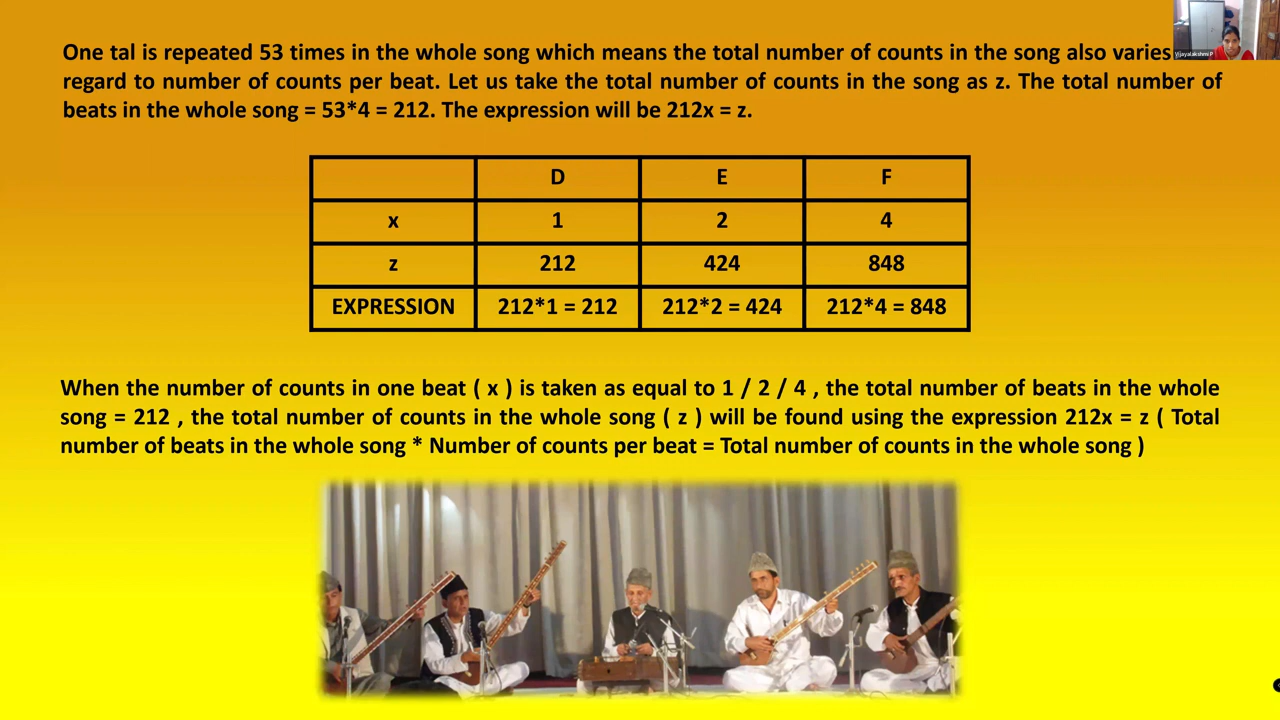 One tal is repeated 53 times in the whole song which means the total number of counts in the song also varies
regard to number of counts per beat. Let us take the total number of counts in the song as z. The total number of
beats in the whole song = 53*4 = 212. The expression will be 212x = z.
Vijayalakshmi P
D E F
x 1 2 4
z 212 424 848
EXPRESSION 212*1 = 212 212*2 = 424 212*4 = 848
When the number of counts in one beat ( x ) is taken as equal to 1 / 2 / 4 , the total number of beats in the whole
song = 212 , the total number of counts in the whole song ( z ) will be found using the expression 212x = z ( Total
number of beats in the whole song * Number of counts per beat = Total number of counts in the whole song )